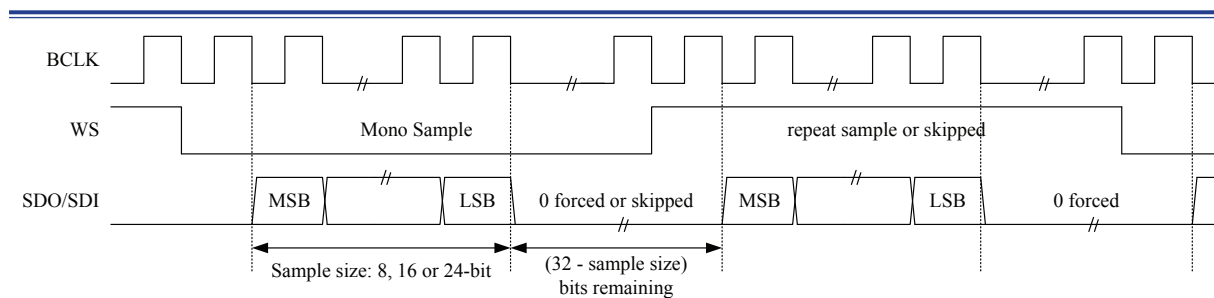 BCLK
WS
Mono Sample
repeat sample or skipped
SDO/SDI
MSB
LSB
0 forced or skipped
MSB
LSB
0 forced
Sample size: 8, 16 or 24-bit
(32 - sample size)
bits remaining